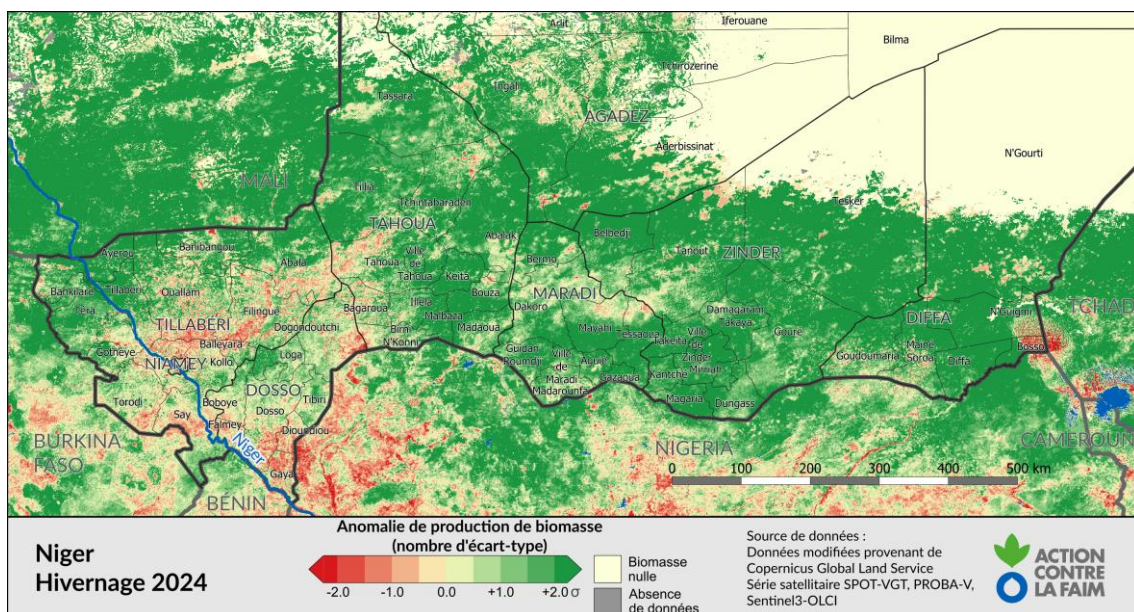 Iferouane
Arlit
Bilma
Tchirozerine
Ingall
Tassara
AGADEZ
Aderbissinat
N'Gourti
MALI
Tillia
Tchintabaraden
Tesker
TAHOUA
Abalak
Belbedji
Banibangou
Ayerou
Abala
Ville
de
Tahoua
Tahoua
Keita
Bermo
Tanout
ZINDER
Bankilare
Tillabéri
Ouallam
Téra
Filingué
Bagaroua
Illéla
Bouza
MARADI
Dakoro
Damagaram
Takaya
N'Guigmi
TCHAD
DIFFA
TILLABÉRI
Dogondoutchi
Malbaza
Madaoua
Birni
N'Konni
Mayahi
Tessaoua
Ville
de
Zinder
Takeita
Gouré
Goudoumaria
Maïné
Soroa
Diffa
Bosso
Balleyara
Gothèye
NIAMEY
Kollo
Loga
Guidan
Roumdji
Ville
de
Maradi
Aguié
Mirriah
Kantché
Gazaoua
Madarounfa
Magaria
Dungass
DOSSO
Tibiri
Torodi
Say
Boboye
Dosso
Falmey
Dioundiou
BURKINA
FASO
Niger
Gaya
BÉNIN
NIGERIA
CAMEROUN
0 100 200 300 400 500 km
Niger
Hivernage 2024
Anomalie de production de biomasse
(nombre d'écart-type)
-2.0 -1.0 0.0 +1.0 +2.0 σ
Biomasse
nulle
Absence
de données
Source de données :
Données modifiées provenant de
Copernicus Global Land Service
Série satellitaire SPOT-VGT, PROBA-V,
Sentinel3-OLCI
ACTION
CONTRE
LA FAIM